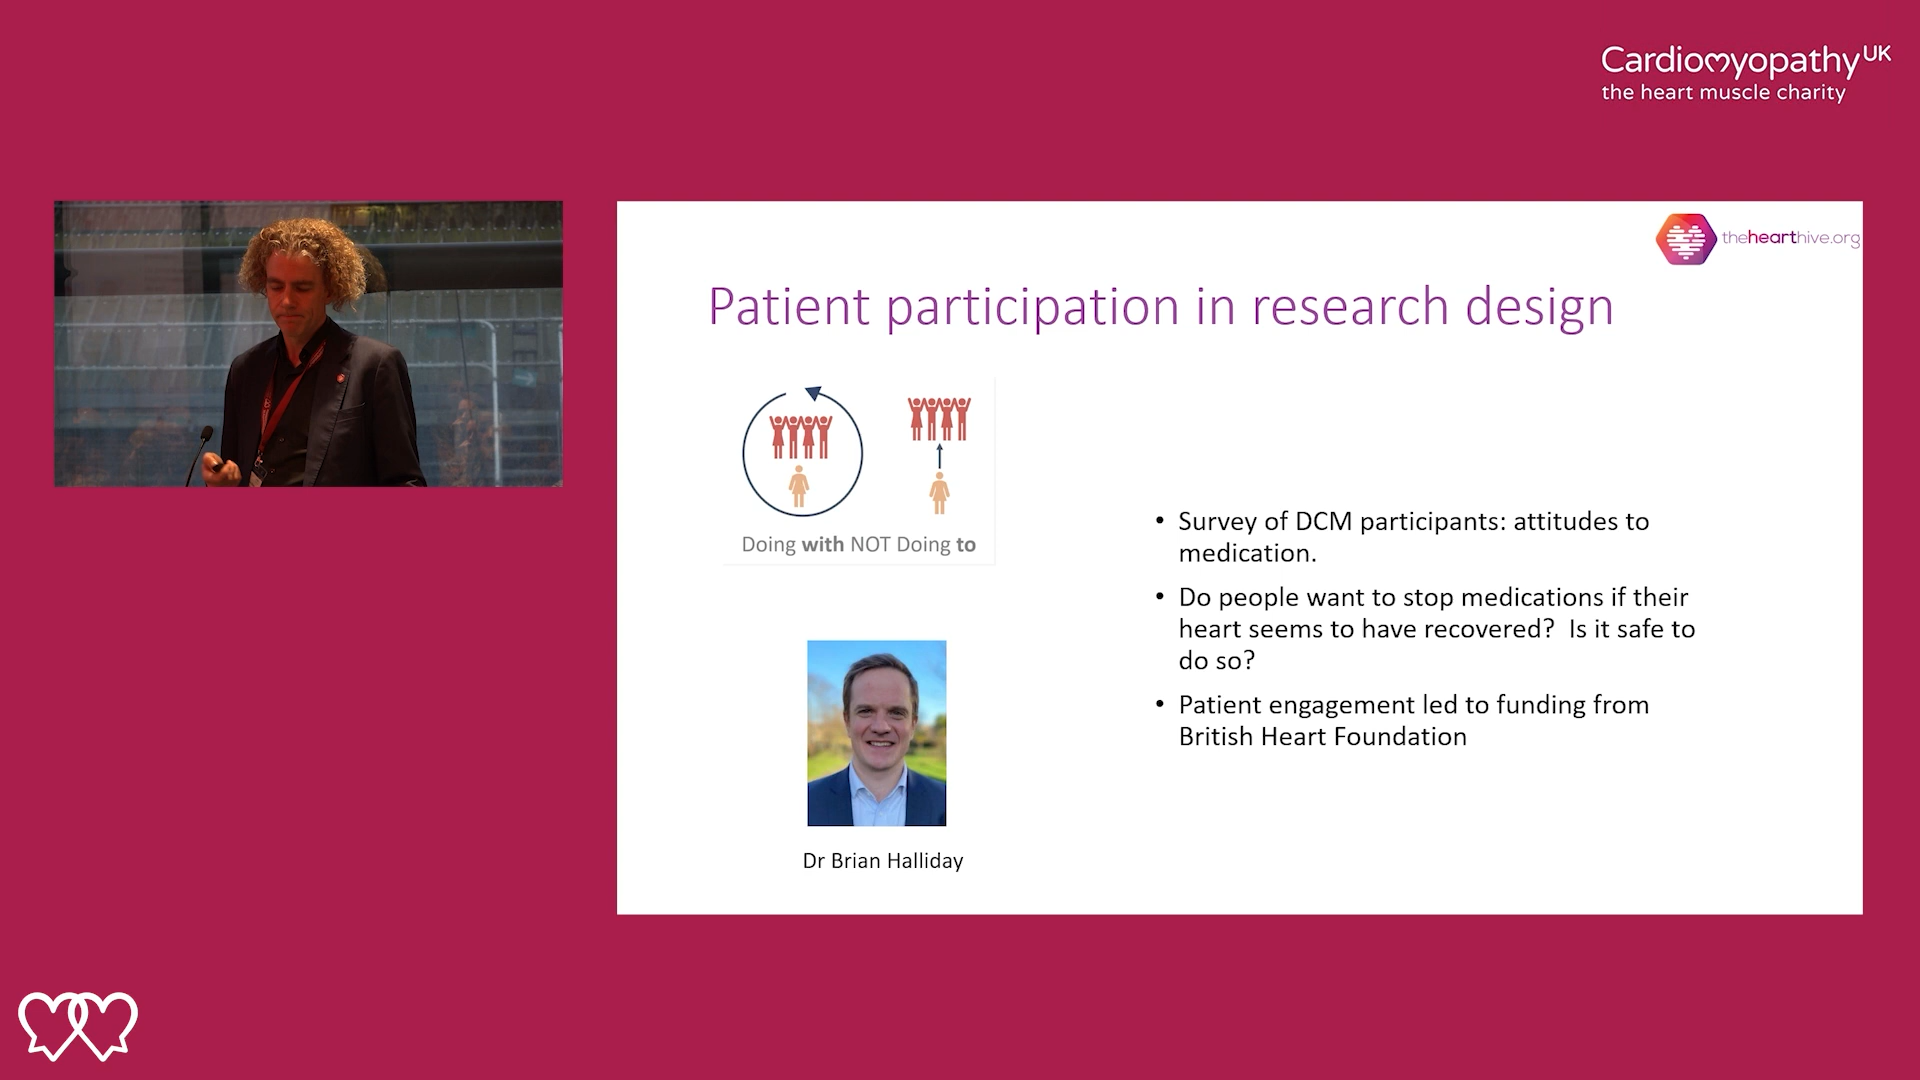 Cardiomyopathy UK
the heart muscle charity
thehearthive.org
Patient participation in research design
Doing with NOT Doing to
• Survey of DCM participants: attitudes to
medication.
• Do people want to stop medications if their
heart seems to have recovered? Is it safe to
do so?
• Patient engagement led to funding from
British Heart Foundation
Dr Brian Halliday